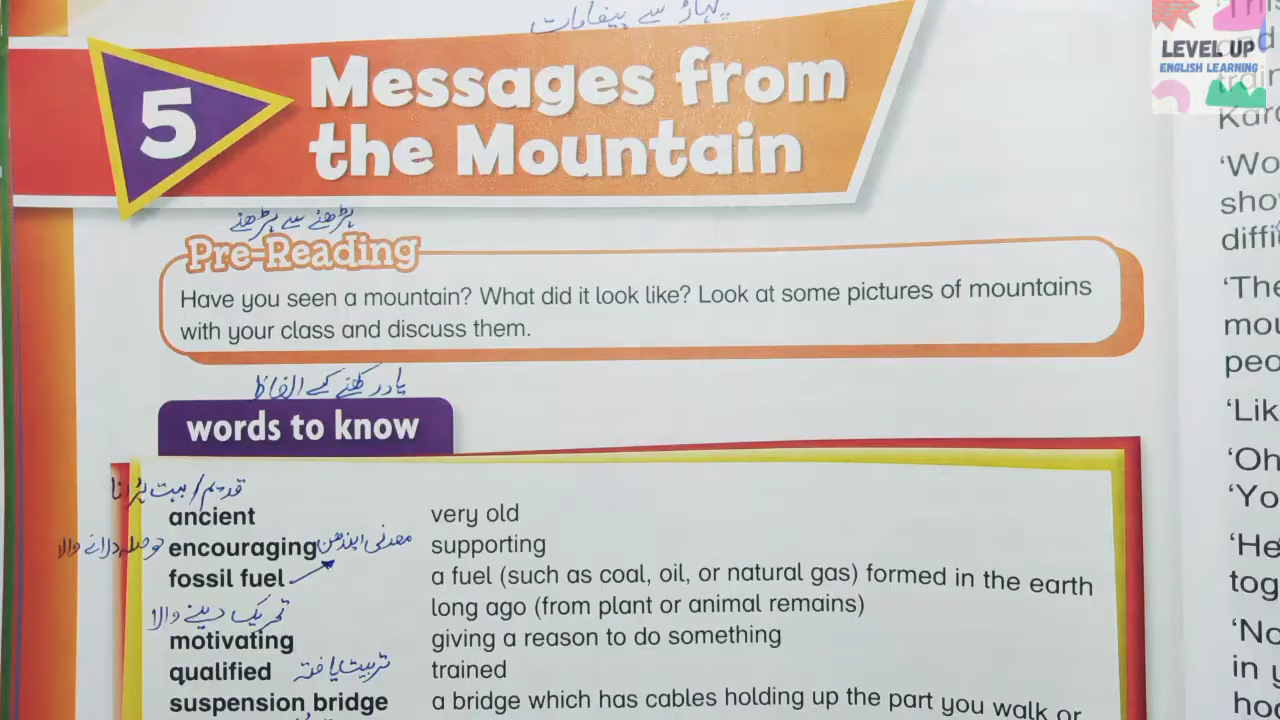 پہاڑ سے پیغامات
5
Messages from
the Mountain
LEVEL UP
ENGLISH LEARNING
پڑھنے سے پڑھنے
Pre-Reading
Have you seen a mountain? What did it look like? Look at some pictures of mountains
with your class and discuss them.
یاد رکھنے کے الفاظ
words to know
قدیم/بہت پرانا
ancient very old
حوصلہ دلانے والا encouraging معدنی ایندھن supporting
fossil fuel a fuel (such as coal, oil, or natural gas) formed in the earth
long ago (from plant or animal remains)
تحریک دینے والا
motivating giving a reason to do something
qualified تربیت یافتہ trained
suspension bridge a bridge which has cables holding up the part you walk or
Kara
'Wo
sho
diffi
'The
mou
peo
'Lik
'Oh
'Yo
'He
tog
'No
in y
hoo